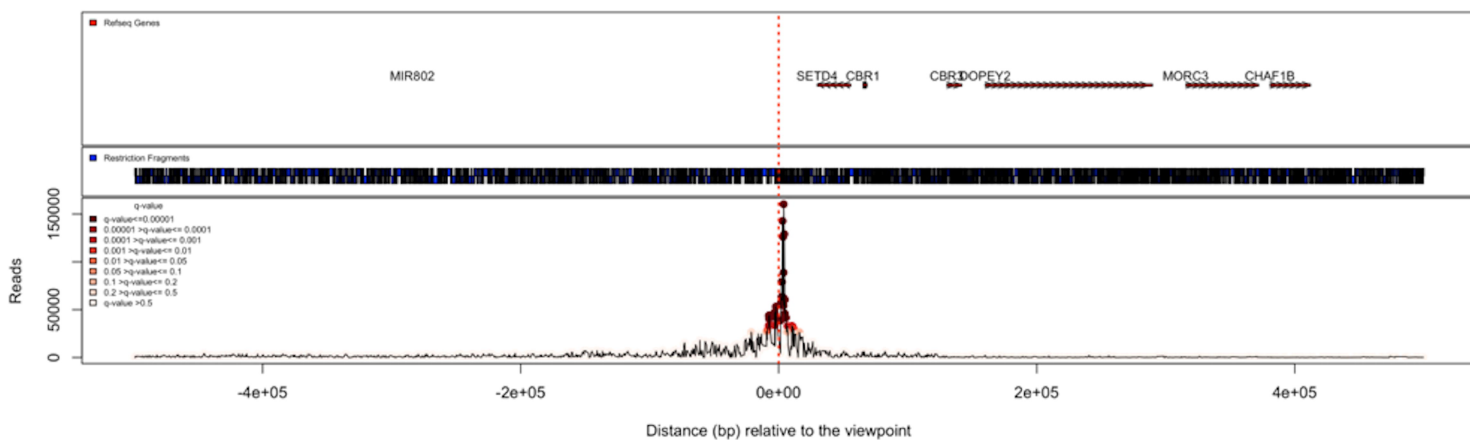 Refseq Genes
MIR802
SETD4 CBR1
CBR3 DOPEY2
MORC3
CHAF1B
Restriction Fragments
150000
50000
0
Reads
q-value
q-value<=0.00001
0.00001 >q-value<= 0.0001
0.0001 >q-value<= 0.001
0.001 >q-value<= 0.01
0.01 >q-value<= 0.05
0.05 >q-value<= 0.1
0.1 >q-value<= 0.2
0.2 >q-value<= 0.5
q-value >0.5
-4e+05 -2e+05 0e+00 2e+05 4e+05
Distance (bp) relative to the viewpoint